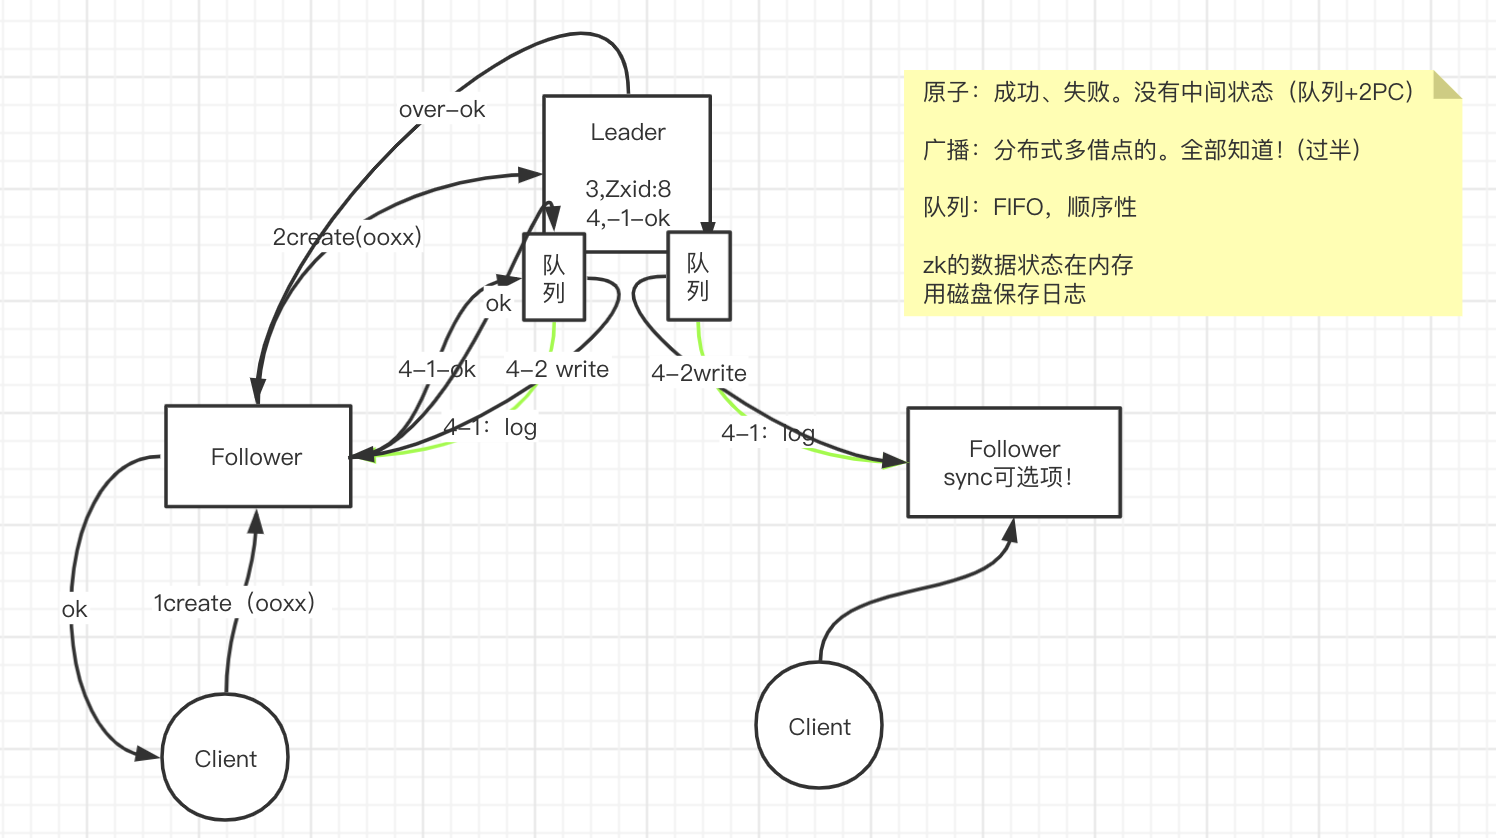 over-ok
Leader
3,Zxid:8
4,-1-ok
2create(ooxx)
队
列
队
列
ok
4-1-ok
4-2 write
4-2write
4-1：log
4-1：log
Follower
Follower
sync可选项！
ok
1create（ooxx）
Client
Client
原子：成功、失败。没有中间状态（队列+2PC）
广播：分布式多借点的。全部知道！（过半）
队列：FIFO，顺序性
zk的数据状态在内存
用磁盘保存日志